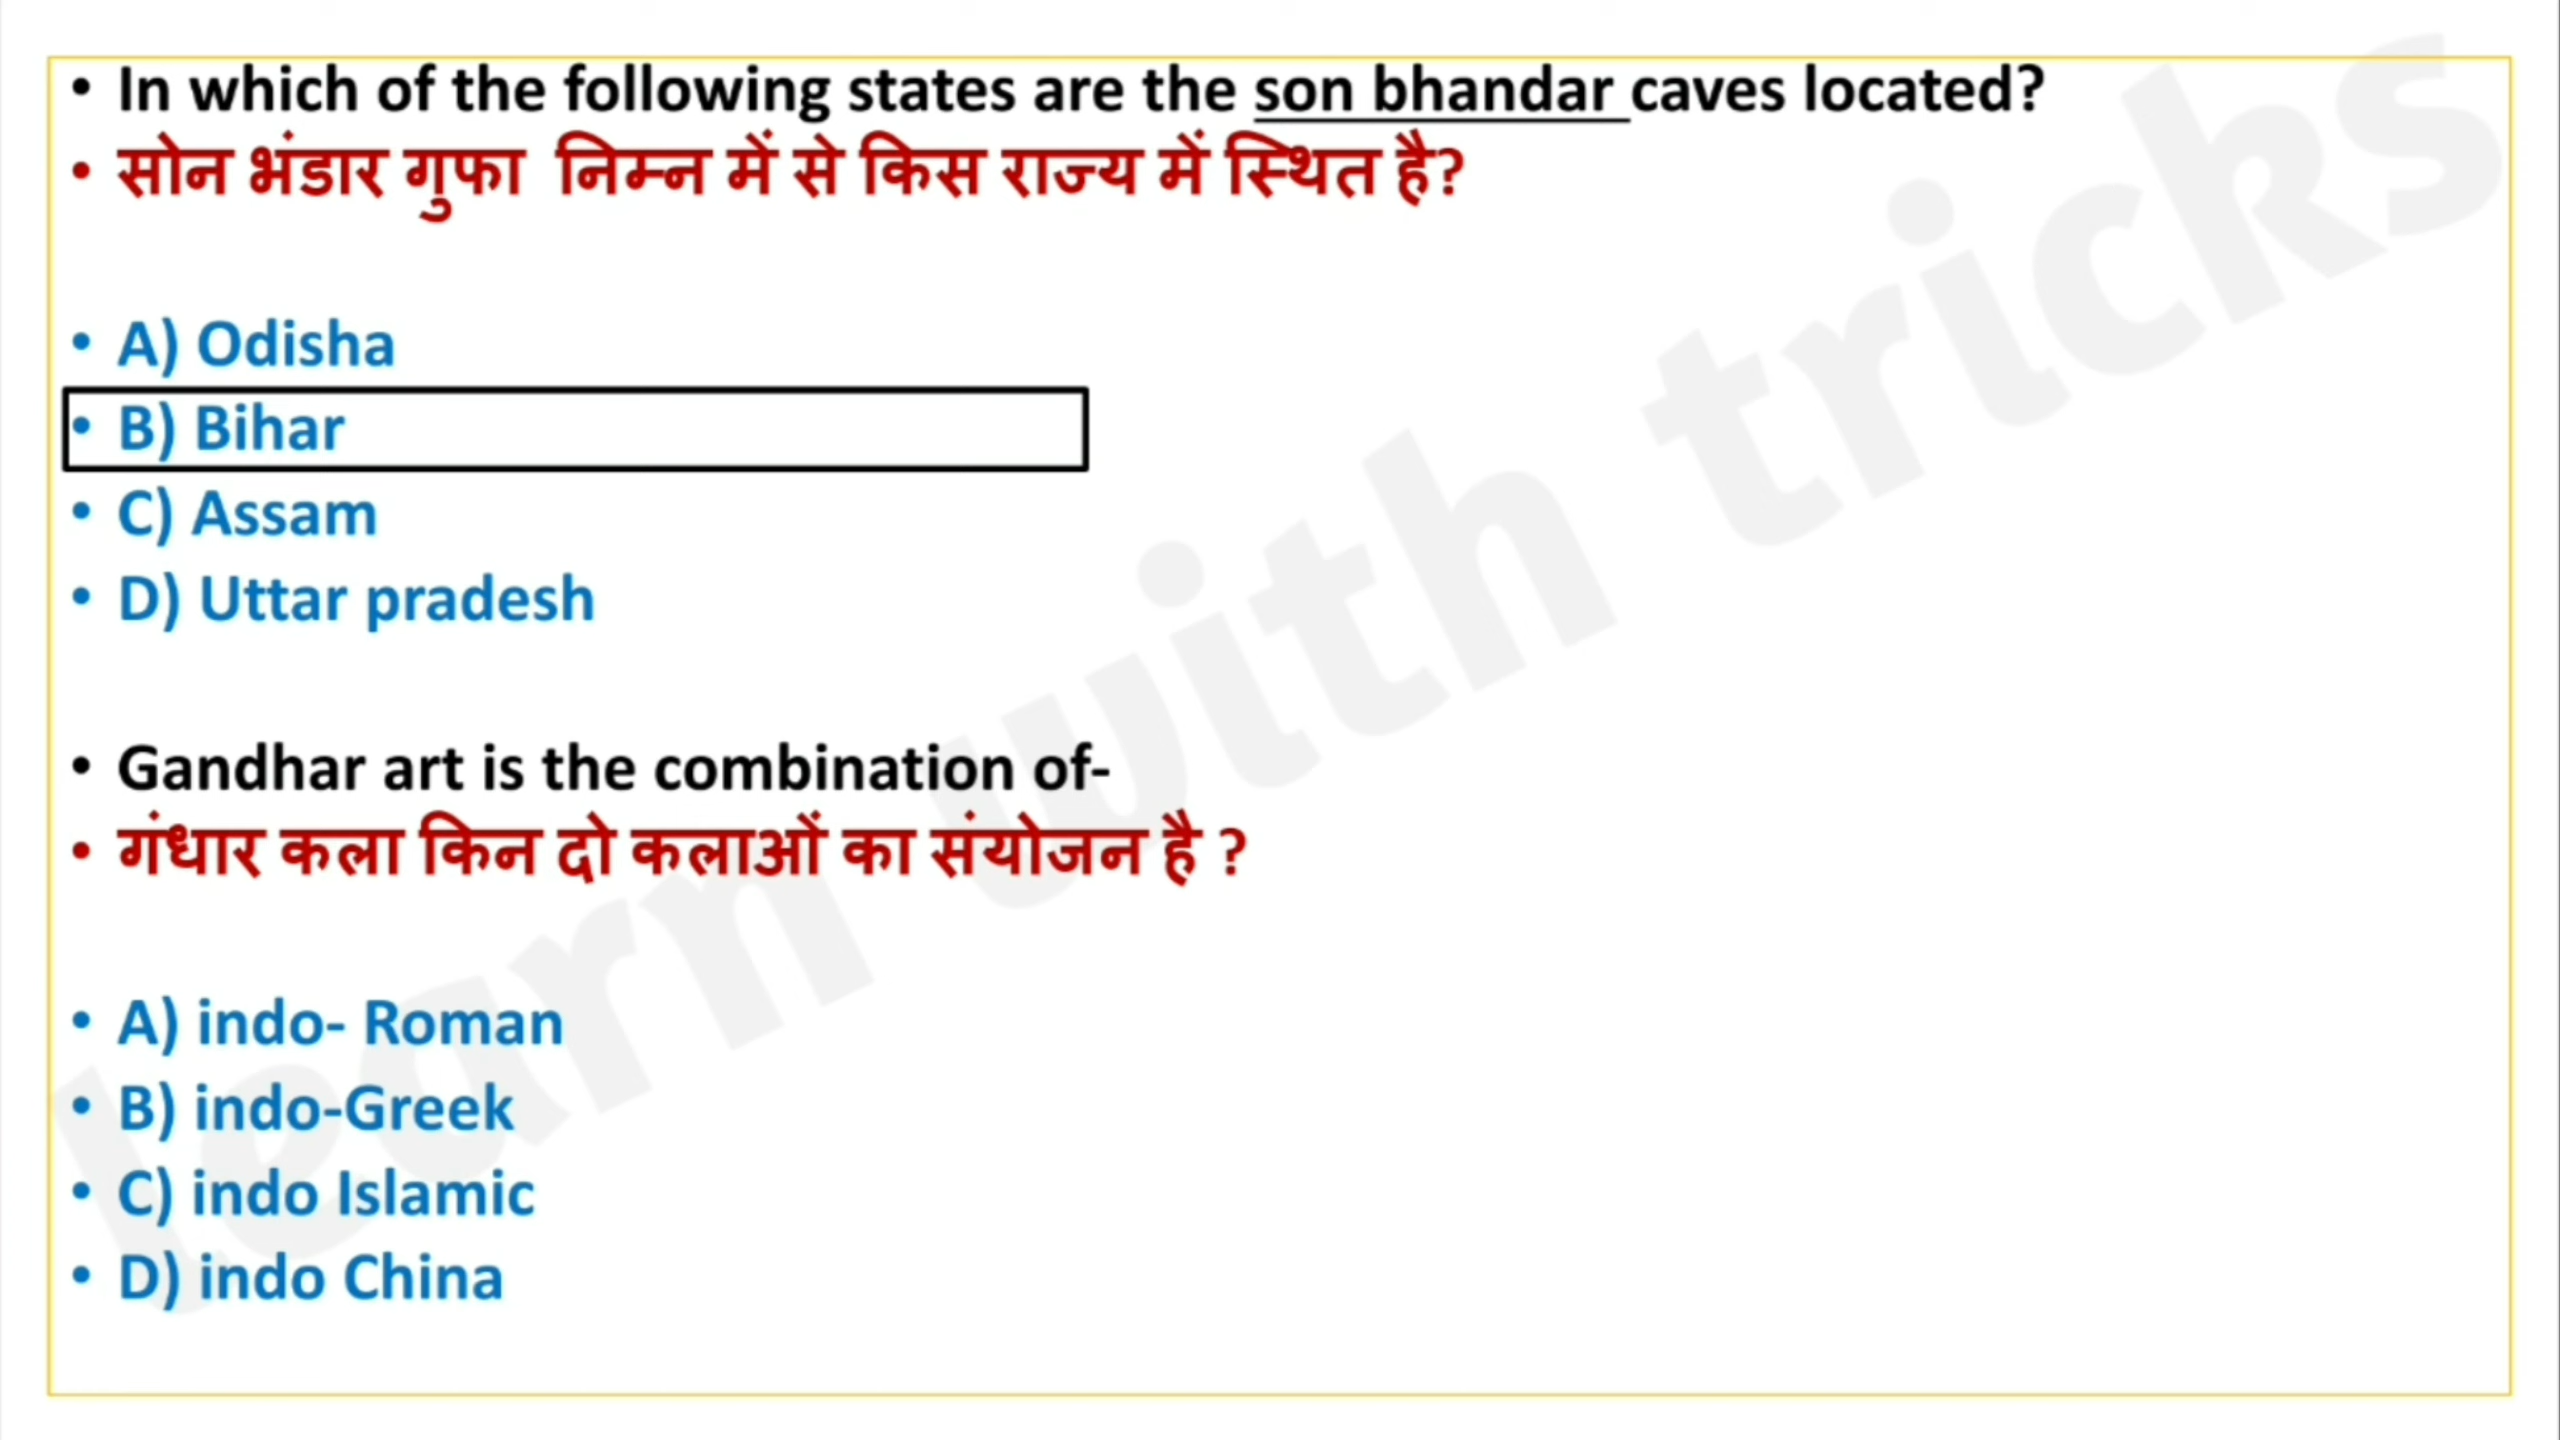 • In which of the following states are the son bhandar caves located?
• सोन भंडार गुफा निम्न में से किस राज्य में स्थित है?
• A) Odisha
• B) Bihar
• C) Assam
• D) Uttar pradesh
• Gandhar art is the combination of-
• गंधार कला किन दो कलाओं का संयोजन है ?
• A) indo- Roman
• B) indo-Greek
• C) indo Islamic
• D) indo China
learn with tricks